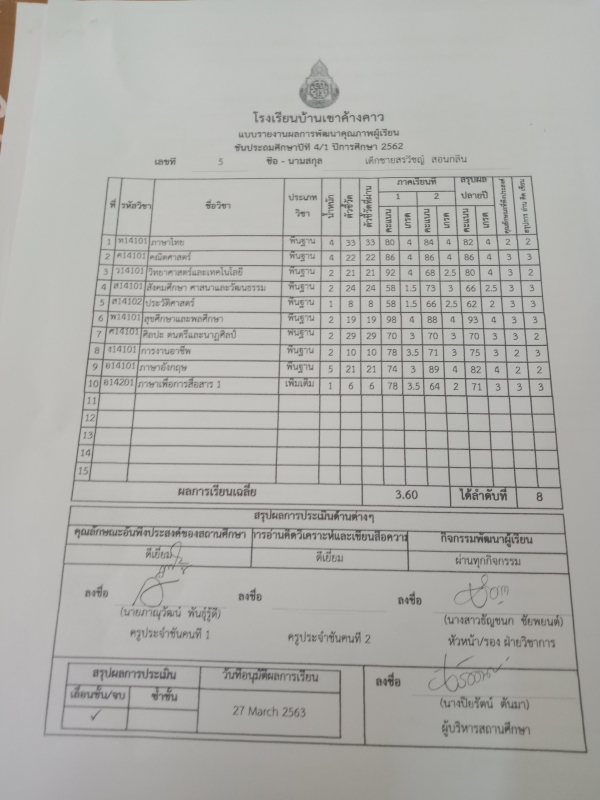 โรงเรียนบ้านเขาค้างคาว
แบบรายงานผลการพัฒนาคุณภาพผู้เรียน
ชั้นประถมศึกษาปีที่ 4/1 ปีการศึกษา 2562
เลขที่ 5 ชื่อ - นามสกุล เด็กชายสรวิชญ์ สอนกลิ่น
ที่ รหัสวิชา ชื่อวิชา ประเภทวิชา น้ำหนัก ตัวชี้วัด ตัวชี้วัดที่ผ่าน ภาคเรียนที่ สรุปผลปลายปี คุณลักษณะอันพึงประสงค์ สรุปการ อ่าน คิด เขียน
1 2
คะแนน เกรด คะแนน เกรด คะแนน เกรด
1 ท14101 ภาษาไทย พื้นฐาน 4 33 33 80 4 84 4 82 4 2 2
2 ค14101 คณิตศาสตร์ พื้นฐาน 4 22 22 86 4 86 4 86 4 3 3
3 ว14101 วิทยาศาสตร์และเทคโนโลยี พื้นฐาน 2 21 21 92 4 68 2.5 80 4 3 2
4 ส14101 สังคมศึกษา ศาสนาและวัฒนธรรม พื้นฐาน 2 24 24 58 1.5 73 3 66 2.5 3 3
5 ส14102 ประวัติศาสตร์ พื้นฐาน 1 8 8 58 1.5 66 2.5 62 2 3 3
6 พ14101 สุขศึกษาและพลศึกษา พื้นฐาน 2 19 19 98 4 88 4 93 4 3 3
7 ศ14101 ศิลปะ ดนตรีและนาฏศิลป์ พื้นฐาน 2 29 29 70 3 70 3 70 3 3 2
8 ง14101 การงานอาชีพ พื้นฐาน 2 10 10 78 3.5 71 3 75 3 2 3
9 อ14101 ภาษาอังกฤษ พื้นฐาน 5 21 21 74 3 89 4 82 4 2 2
10 อ14201 ภาษาเพื่อการสื่อสาร 1 เพิ่มเติม 1 6 6 78 3.5 64 2 71 3 3 3
11
12
13
14
15
ผลการเรียนเฉลี่ย 3.60 ได้ลำดับที่ 8
สรุปผลการประเมินด้านต่างๆ
คุณลักษณะอันพึงประสงค์ของสถานศึกษา การอ่านคิดวิเคราะห์และเขียนสื่อความ กิจกรรมพัฒนาผู้เรียน
ดีเยี่ยม ดีเยี่ยม ผ่านทุกกิจกรรม
ลงชื่อ ลงชื่อ ลงชื่อ
(นายภาณุวัฒน์ พันธุ์รู้ดี) (นางสาวธัญชนก ชัยพยนต์)
ครูประจำชั้นคนที่ 1 ครูประจำชั้นคนที่ 2 หัวหน้า/รอง ฝ่ายวิชาการ
สรุปผลการประเมิน วันที่อนุมัติผลการเรียน ลงชื่อ
เลื่อนชั้น/จบ ซ้ำชั้น
✓ 27 March 2563
(นางปิยรัตน์ ตันมา)
ผู้บริหารสถานศึกษา